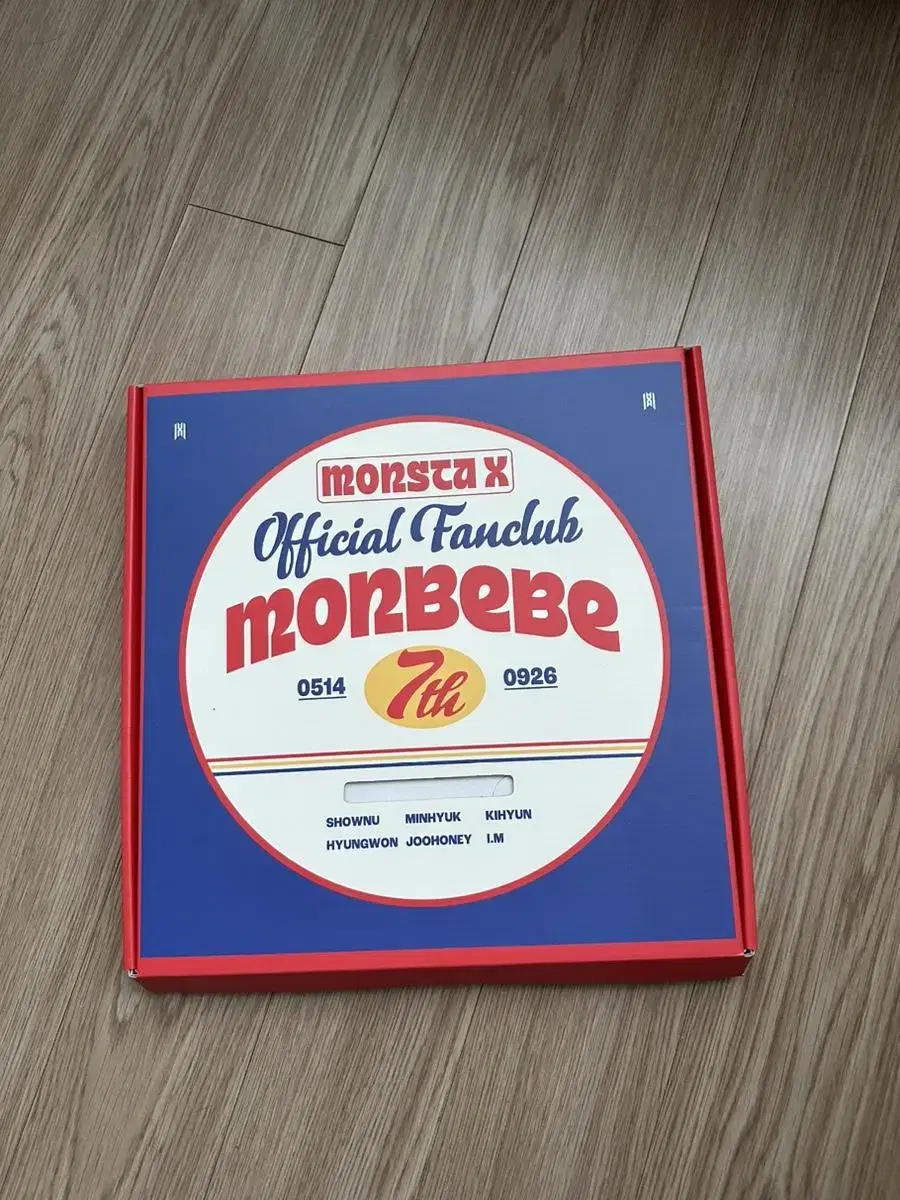 MONSTA X
Official Fanclub
MONBEBE
0514 7th 0926
SHOWNU MINHYUK KIHYUN
HYUNGWON JOOHONEY I.M